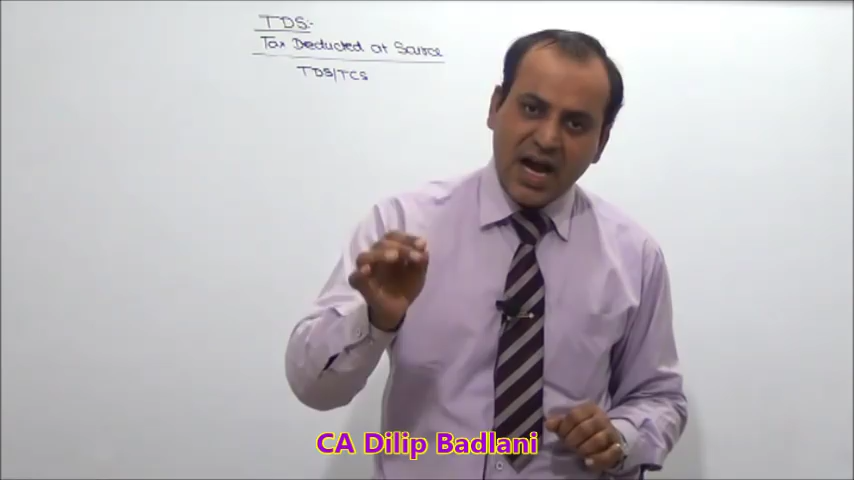 TDS:-
Tax Deducted at Source
TDS/TCS
CA Dilip Badlani